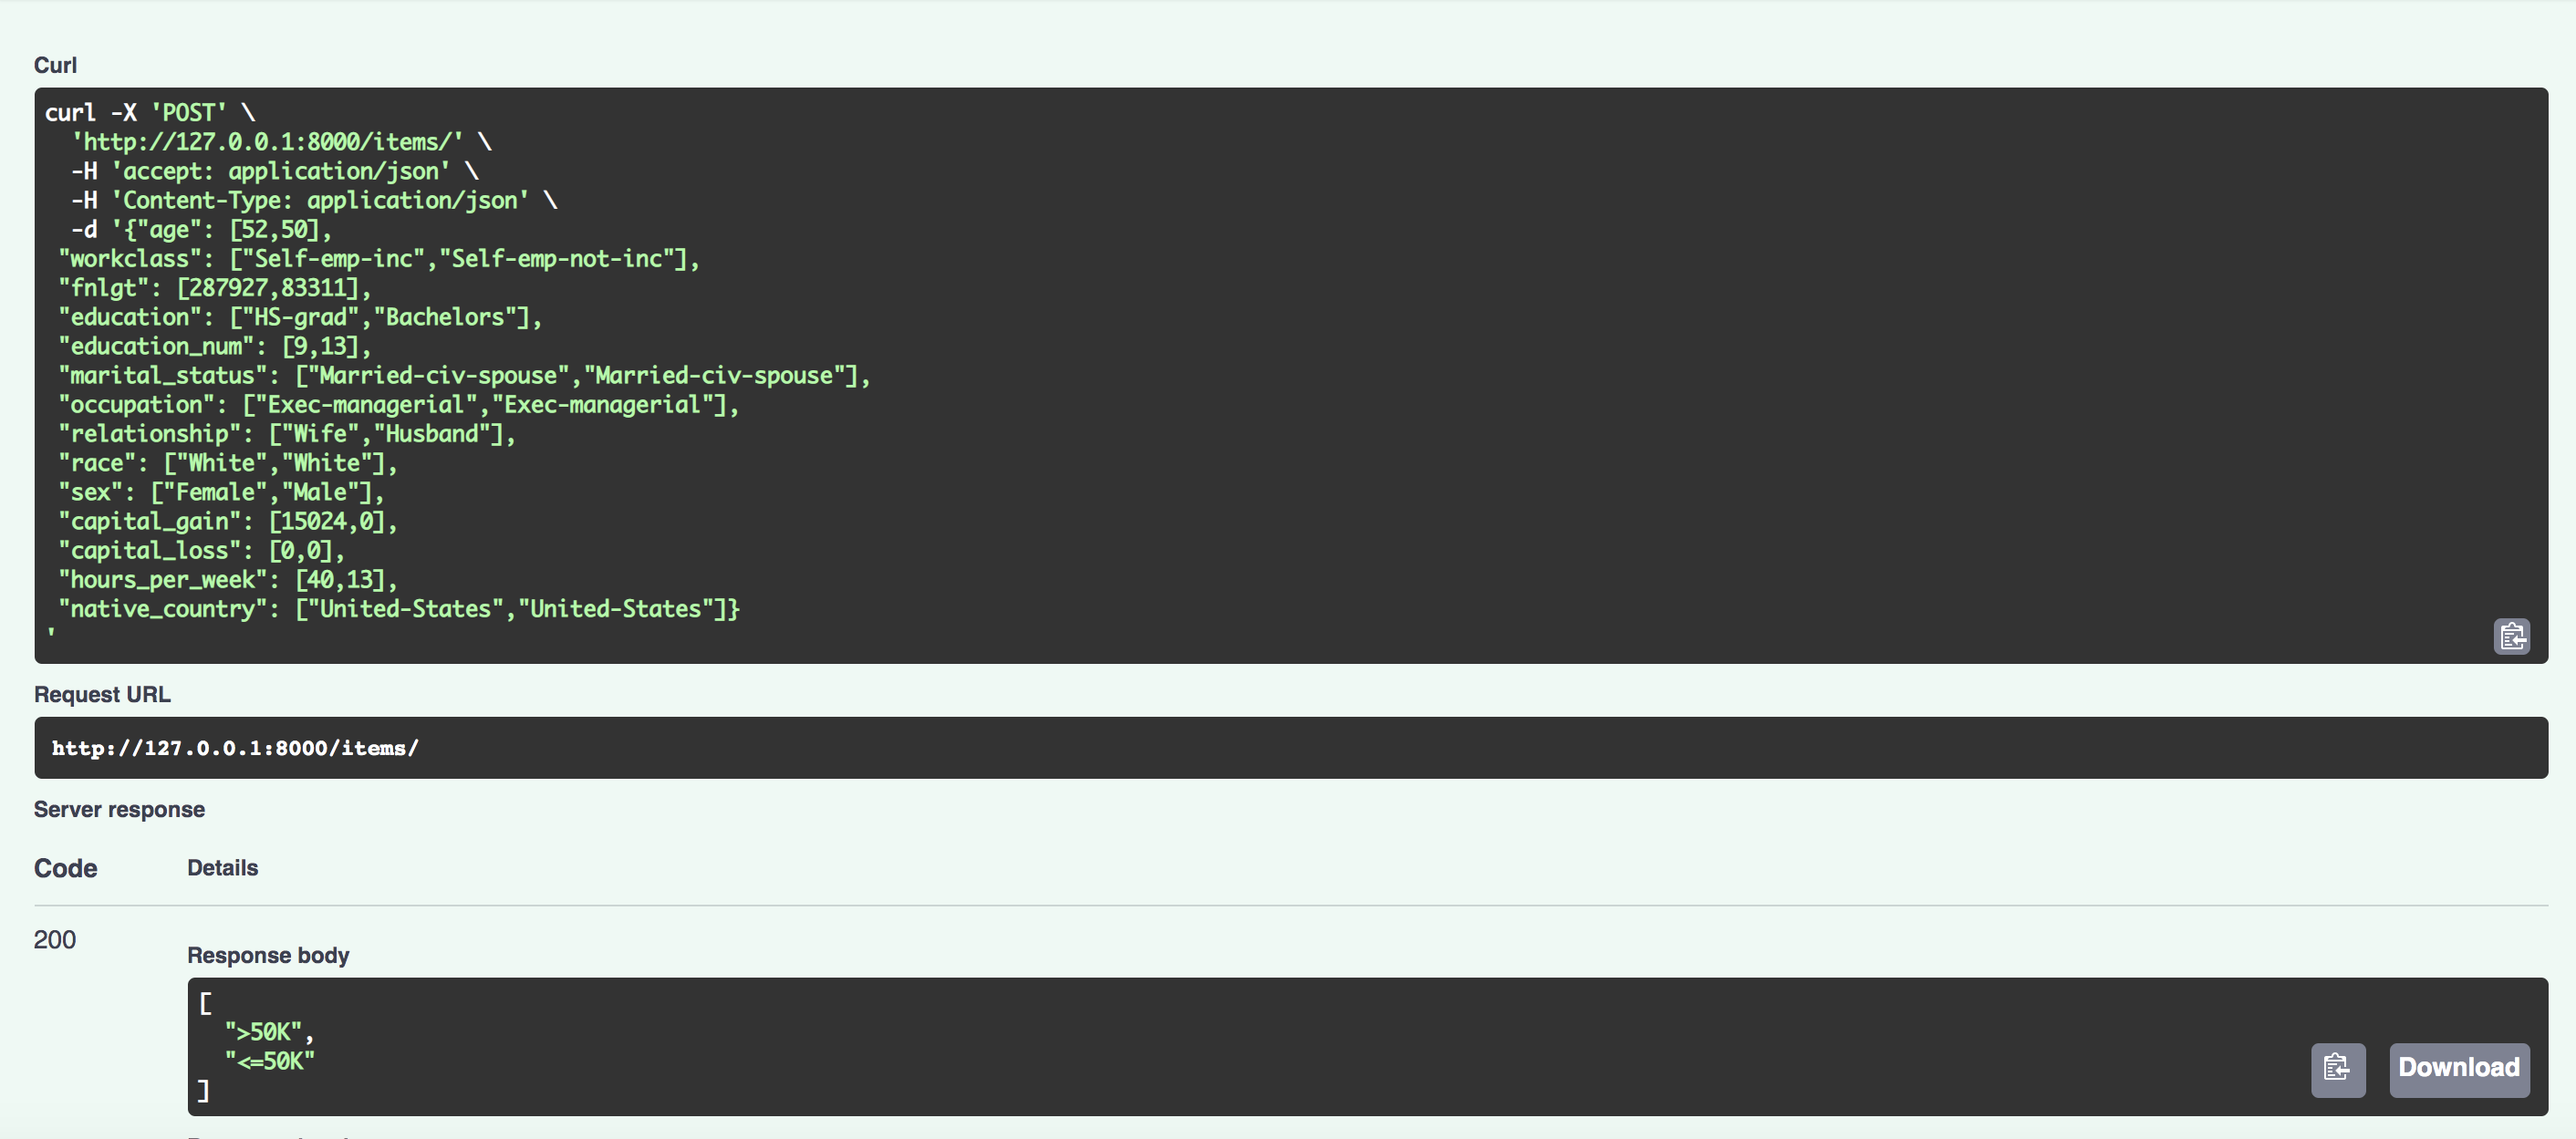 Curl
curl -X 'POST' \
  'http://127.0.0.1:8000/items/' \
  -H 'accept: application/json' \
  -H 'Content-Type: application/json' \
  -d '{"age": [52,50],
 "workclass": ["Self-emp-inc","Self-emp-not-inc"],
 "fnlgt": [287927,83311],
 "education": ["HS-grad","Bachelors"],
 "education_num": [9,13],
 "marital_status": ["Married-civ-spouse","Married-civ-spouse"],
 "occupation": ["Exec-managerial","Exec-managerial"],
 "relationship": ["Wife","Husband"],
 "race": ["White","White"],
 "sex": ["Female","Male"],
 "capital_gain": [15024,0],
 "capital_loss": [0,0],
 "hours_per_week": [40,13],
 "native_country": ["United-States","United-States"]}
'
Request URL
http://127.0.0.1:8000/items/
Server response
Code Details
200
Response body
[
  ">50K",
  "<=50K"
]
Download